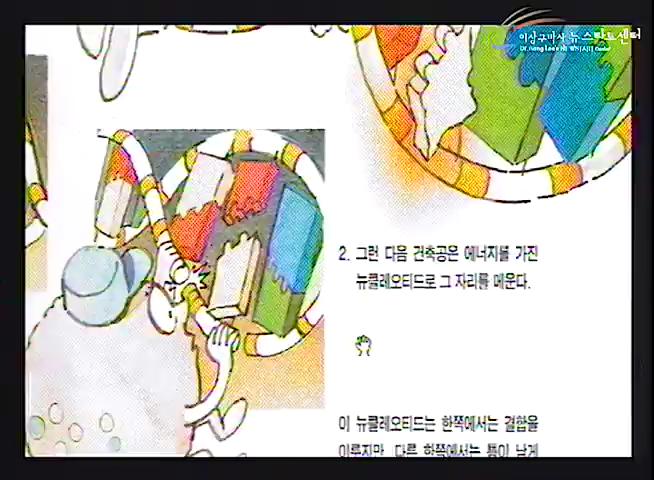 이상구박사 뉴스타트센터
2. 그런 다음 건축공은 에너지를 가진
뉴클레오티드로 그 자리를 메운다.
이 뉴클레오티드는 한쪽에서는 결합을
이루지만, 다른 한쪽에서는 틈이 남게